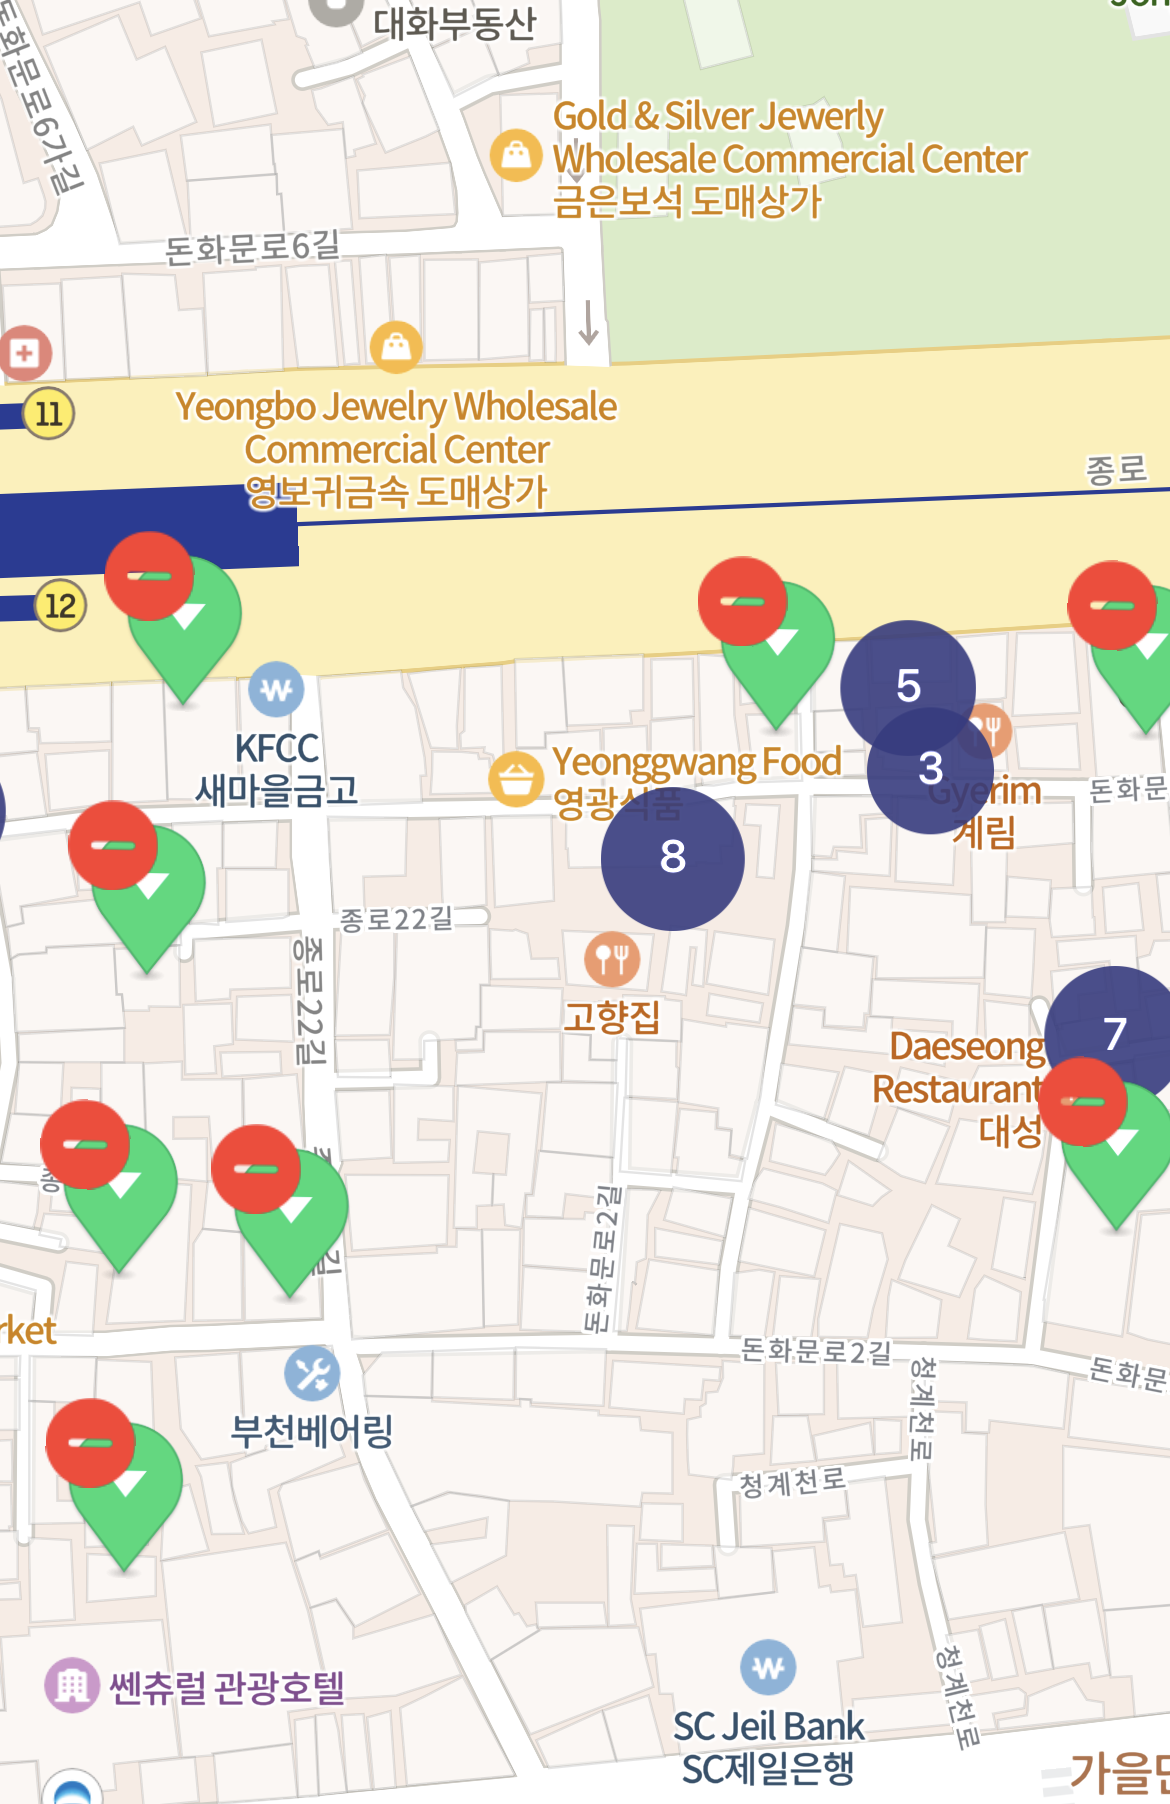 대화부동산
돈화문로6가길
Gold & Silver Jewerly
Wholesale Commercial Center
금은보석 도매상가
돈화문로6길
11
Yeongbo Jewelry Wholesale
Commercial Center
영보귀금속 도매상가
종로
12
5
KFCC
새마을금고
Yeonggwang Food
영광식품
3
Gyerim
계림
돈화문
8
종로22길
종로22길
고향집
7
Daeseong
Restaurant
대성
돈화문로2길
rket
돈화문로2길
돈화문
청계천로
부천베어링
청계천로
청계천로
쎈츄럴 관광호텔
SC Jeil Bank
SC제일은행